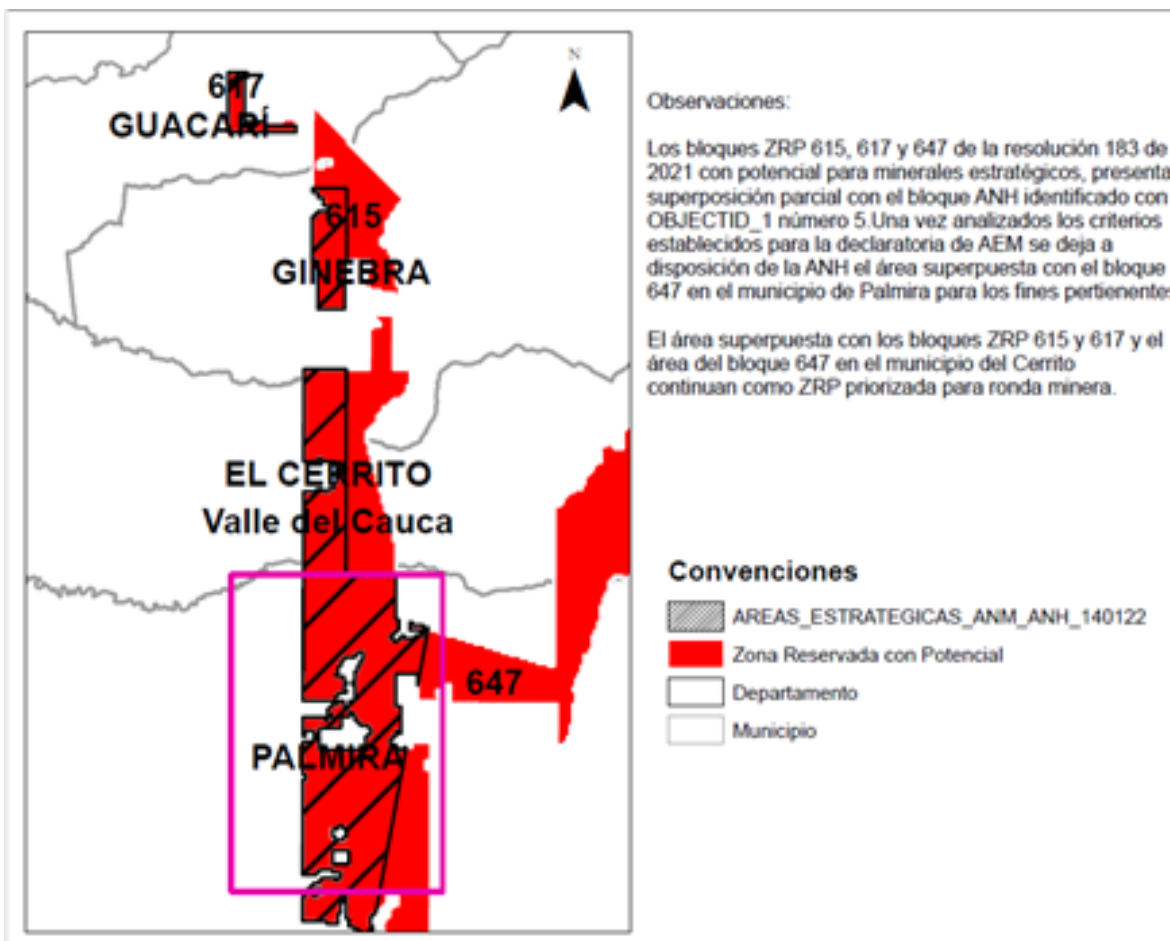 617
GUACARÍ
615
GINEBRA
EL CERRITO
Valle del Cauca
647
PALMIRA
N
Observaciones:
Los bloques ZRP 615, 617 y 647 de la resolución 183 de
2021 con potencial para minerales estratégicos, presenta
superposición parcial con el bloque ANH identificado con
OBJECTID_1 número 5.Una vez analizados los criterios
establecidos para la declaratoria de AEM se deja a
disposición de la ANH el área superpuesta con el bloque
647 en el municipio de Palmira para los fines pertienentes
El área superpuesta con los bloques ZRP 615 y 617 y el
área del bloque 647 en el municipio del Cerrito
continuan como ZRP priorizada para ronda minera.
Convenciones
AREAS_ESTRATEGICAS_ANM_ANH_140122
Zona Reservada con Potencial
Departamento
Municipio